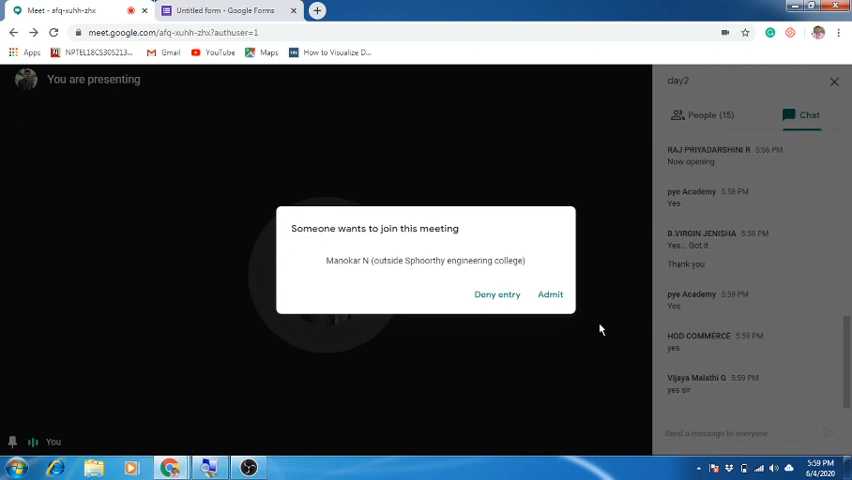 Meet - afq-xuhh-zhx
Untitled form - Google Forms
meet.google.com/afq-xuhh-zhx?authuser=1
Apps
NPTEL18CS30S213...
Gmail
YouTube
Maps
How to Visualize D...
You are presenting
day2
People (15)
Chat
RAJ PRIYADARSHINI R 5:56 PM
Now opening
pye Academy 5:58 PM
Yes
B.VIRGIN JENISHA 5:58 PM
Yes... Got it
Thank you
pye Academy 5:59 PM
Yes
HOD COMMERCE 5:59 PM
yes
Vijaya Malathi G 5:59 PM
yes sir
Send a message to everyone
Someone wants to join this meeting
Manokar N (outside Sphoorthy engineering college)
Deny entry
Admit
You
5:59 PM
6/4/2020